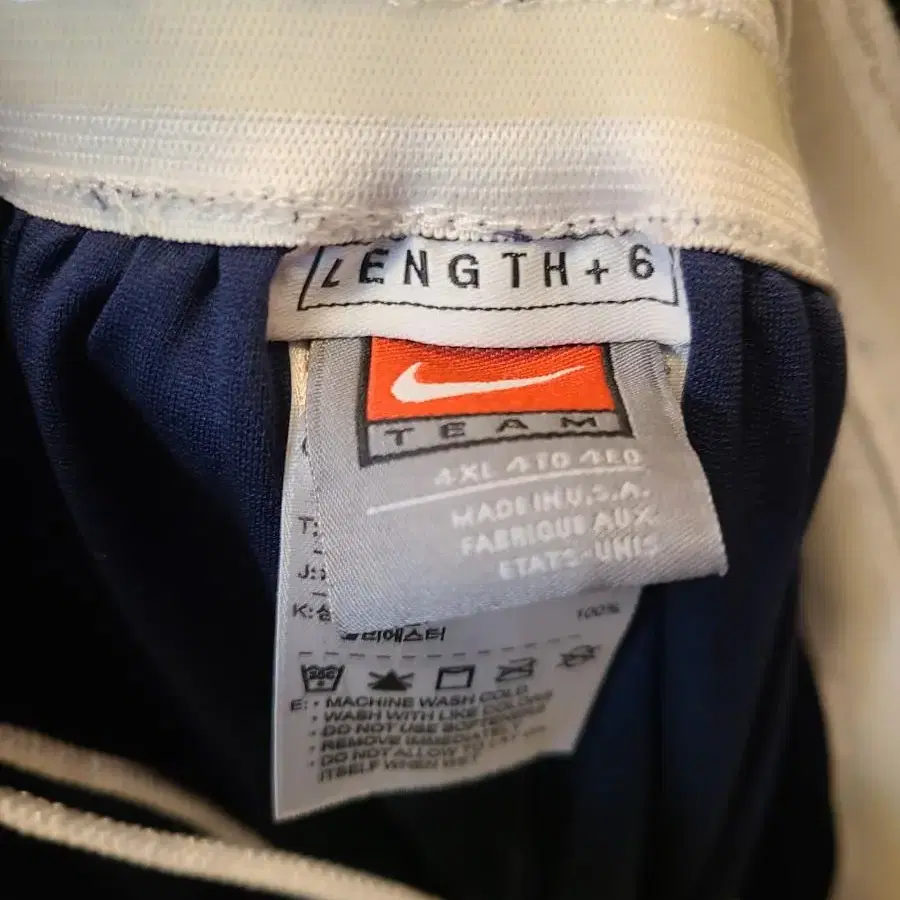 LENGTH + 6
TEAM
4XL 4TO 4EG
MADE IN U.S.A.
FABRIQUE AUX
ETATS-UNIS
T:
J:
K:
100%
폴리에스터
E: • MACHINE WASH COLD
• WASH WITH LIKE COLORS
• DO NOT USE SOFTENERS
• REMOVE IMMEDIATELY
• DO NOT ALLOW TO LAY ON
ITSELF WHEN WET